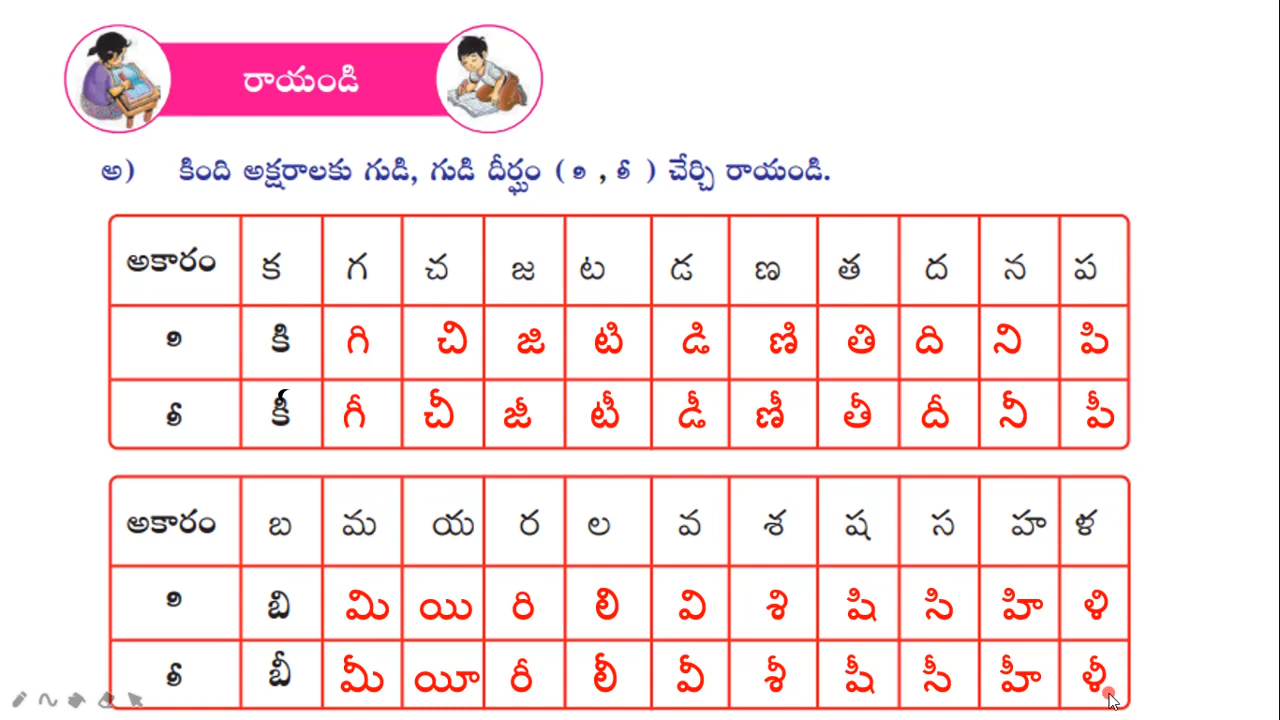 రాయండి
అ) కింది అక్షరాలకు గుడి, గుడి దీర్ఘం ( ి , ీ ) చేర్చి రాయండి.
అకారం క గ చ జ ట డ ణ త ద న ప
ి కి గి చి జి టి డి ణి తి ది ని పి
ీ కీ గీ చీ జీ టీ డీ ణీ తీ దీ నీ పీ
అకారం బ మ య ర ల వ శ ష స హ ళ
ి బి మి యి రి లి వి శి షి సి హి ళి
ీ బీ మీ యీ రీ లీ వీ శీ షీ సీ హీ ళీ